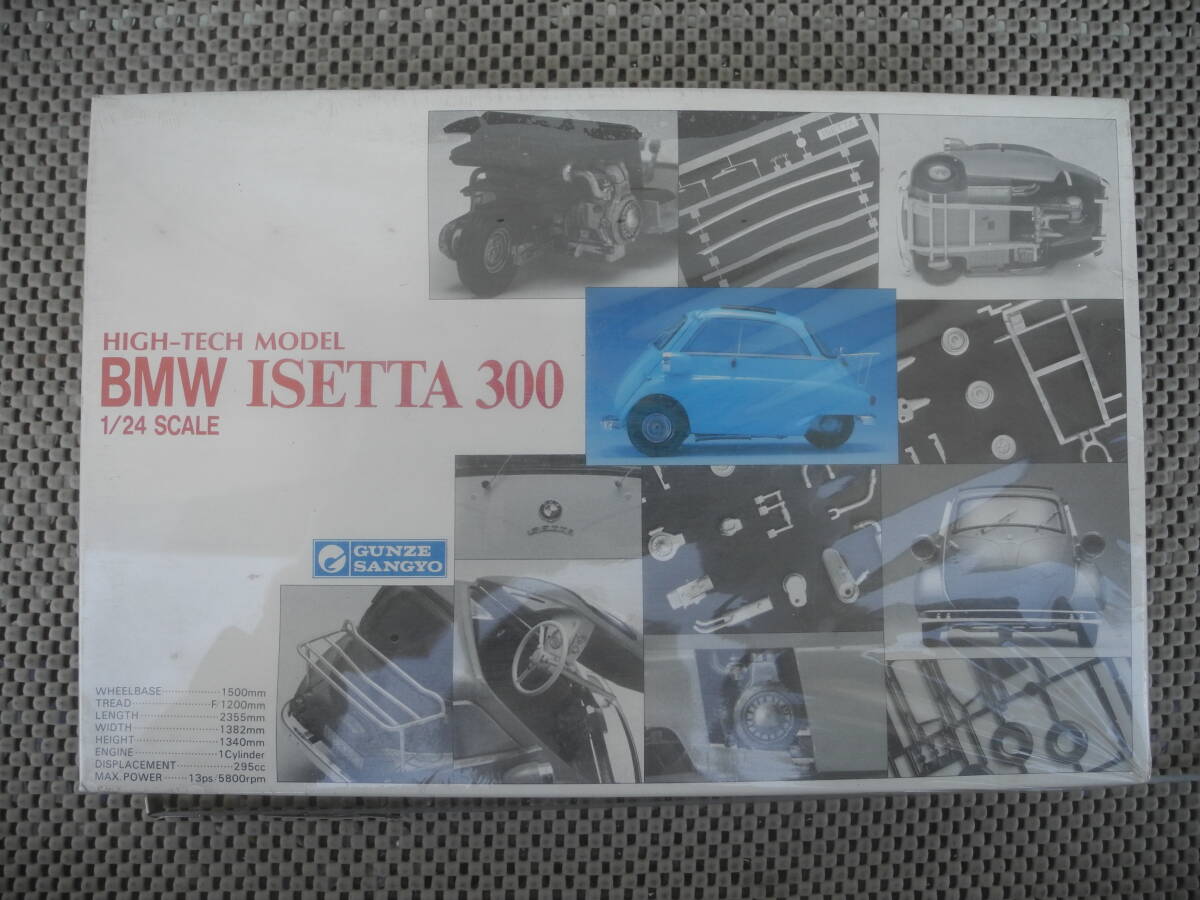 HIGH-TECH MODEL
BMW ISETTA 300
1/24 SCALE
GUNZE
SANGYO
ISETTA
WHEELBASE 1500mm
TREAD F/1200mm
LENGTH 2355mm
WIDTH 1382mm
HEIGHT 1340mm
ENGINE 1Cylinder
DISPLACEMENT 295cc
MAX. POWER 13ps/5800rpm